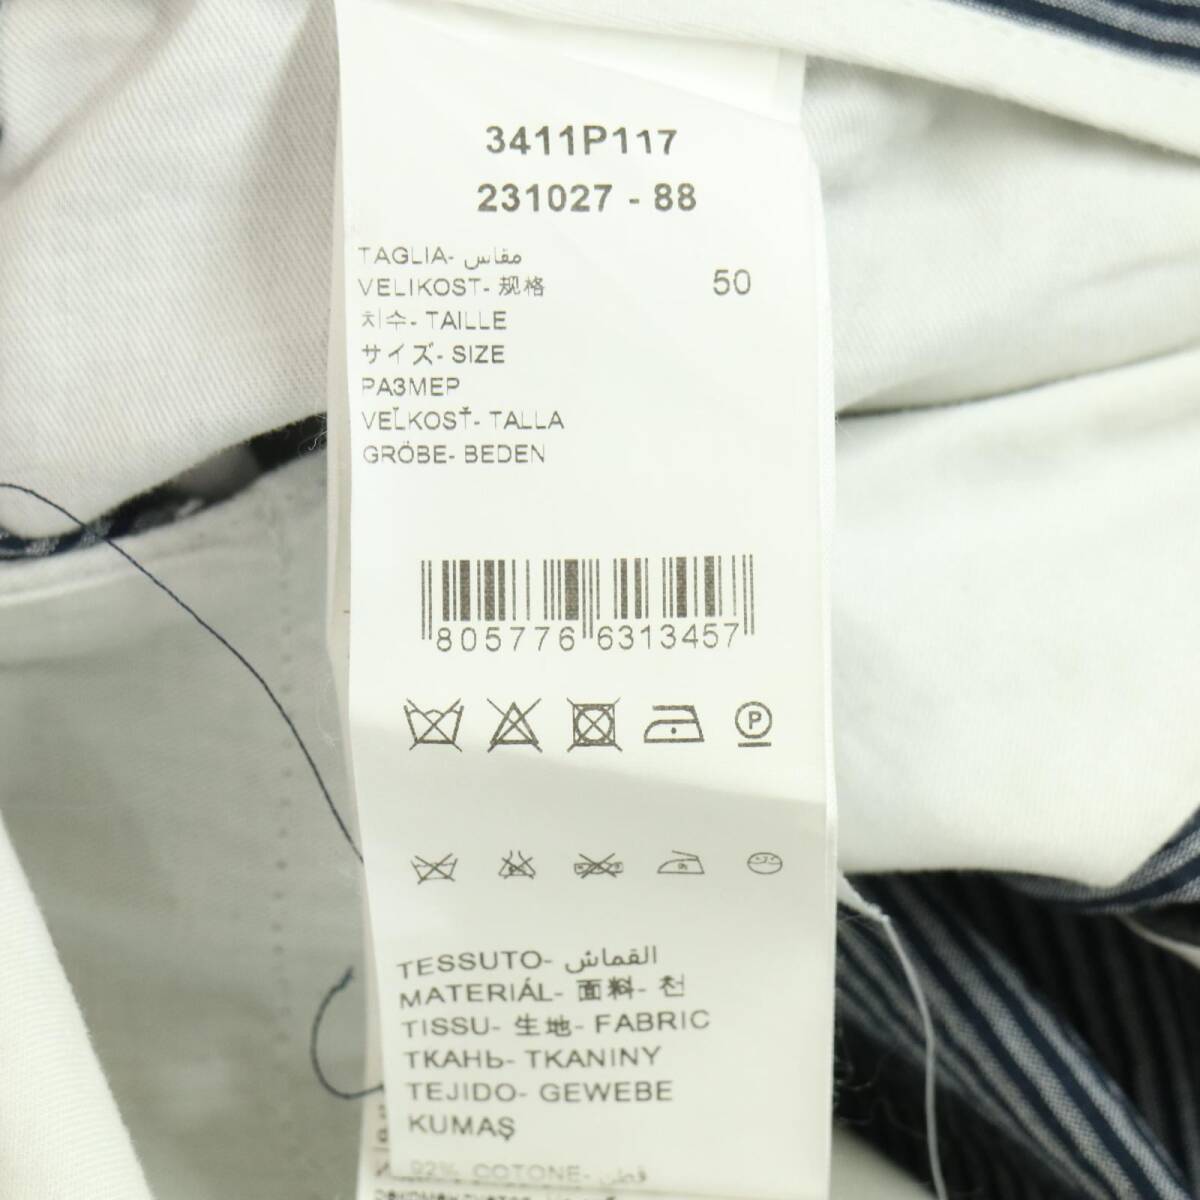 3411P117
231027 - 88
TAGLIA- مقاس
VELIKOST- 规格
50
치수- TAILLE
サイズ- SIZE
РАЗМЕР
VEĽKOSŤ- TALLA
GRÖBE- BEDEN
805776 6313457
P
TESSUTO- القماش
MATERIÁL- 面料- 천
TISSU- 生地- FABRIC
ТКАНЬ- TKANINY
TEJIDO- GEWEBE
KUMAŞ
92% COTONE- قطن